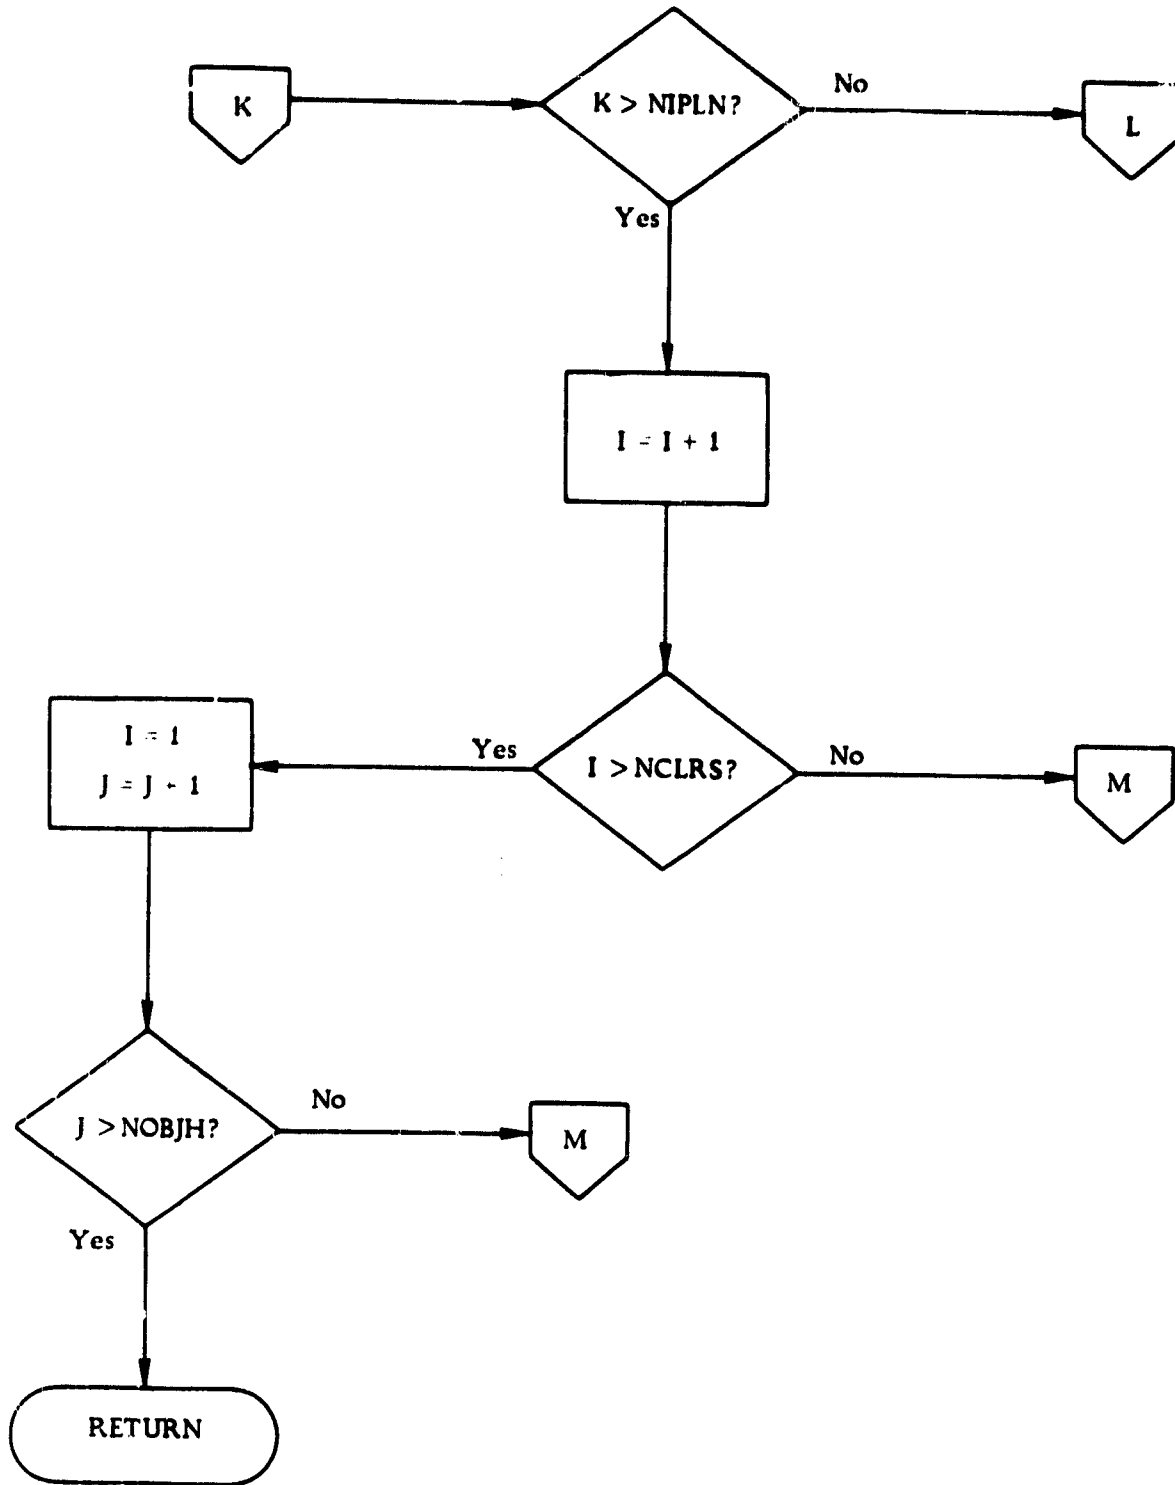 K
K > NIPLN?
No
L
Yes
I = I + 1
I = 1
J = J + 1
Yes
I > NCLRS?
No
M
J > NOBJH?
No
M
Yes
RETURN